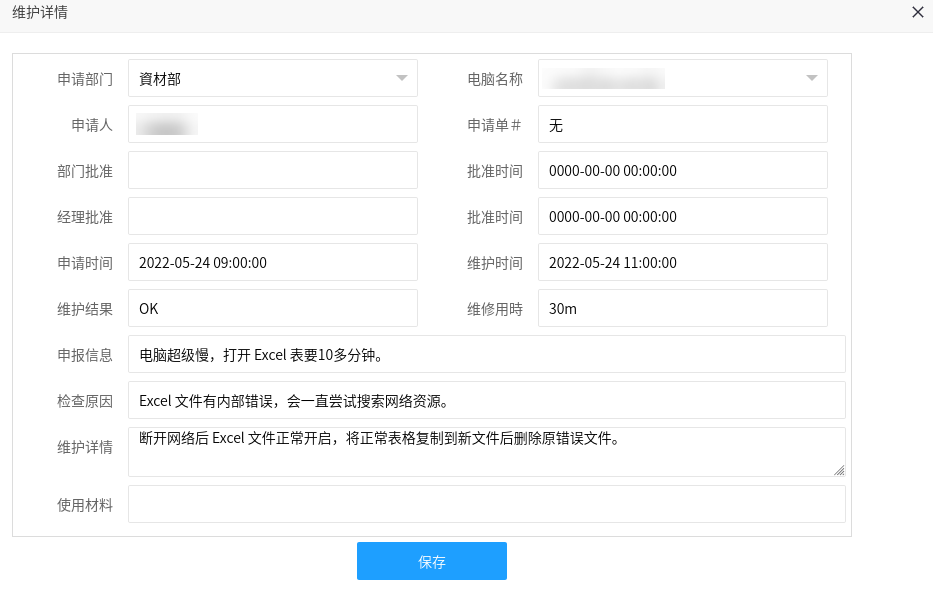 维护详情
申请部门 資材部 电脑名称
申请人 申请单＃ 无
部门批准 批准时间 0000-00-00 00:00:00
经理批准 批准时间 0000-00-00 00:00:00
申请时间 2022-05-24 09:00:00 维护时间 2022-05-24 11:00:00
维护结果 OK 维修用時 30m
申报信息 电脑超级慢，打开 Excel 表要10多分钟。
检查原因 Excel 文件有内部错误，会一直尝试搜索网络资源。
维护详情 断开网络后 Excel 文件正常开启，将正常表格复制到新文件后删除原错误文件。
使用材料
保存